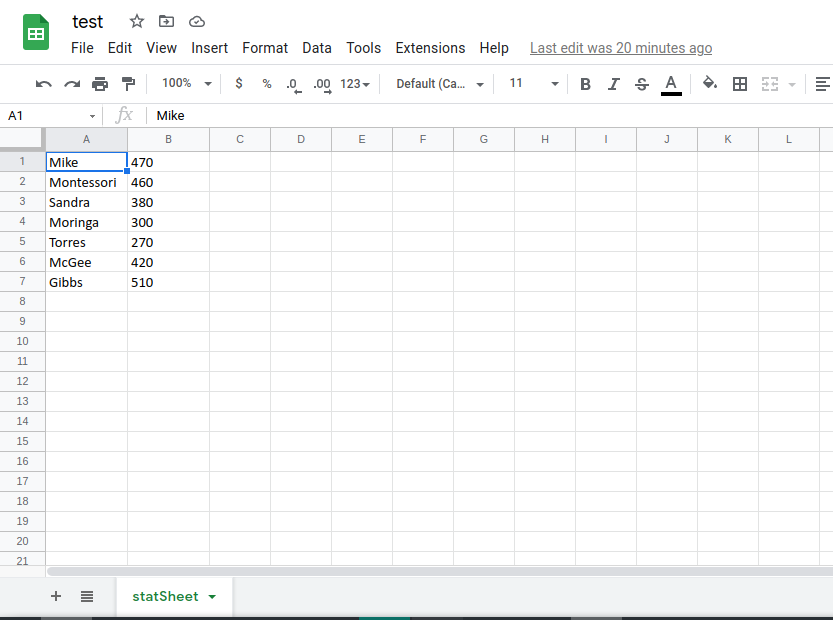 test
File Edit View Insert Format Data Tools Extensions Help Last edit was 20 minutes ago
100% $ % .0 .00 123 Default (Ca... 11 B I S A
A1 fx Mike
A B C D E F G H I J K L
1 Mike 470
2 Montessori 460
3 Sandra 380
4 Moringa 300
5 Torres 270
6 McGee 420
7 Gibbs 510
8
9
10
11
12
13
14
15
16
17
18
19
20
21
+ statSheet